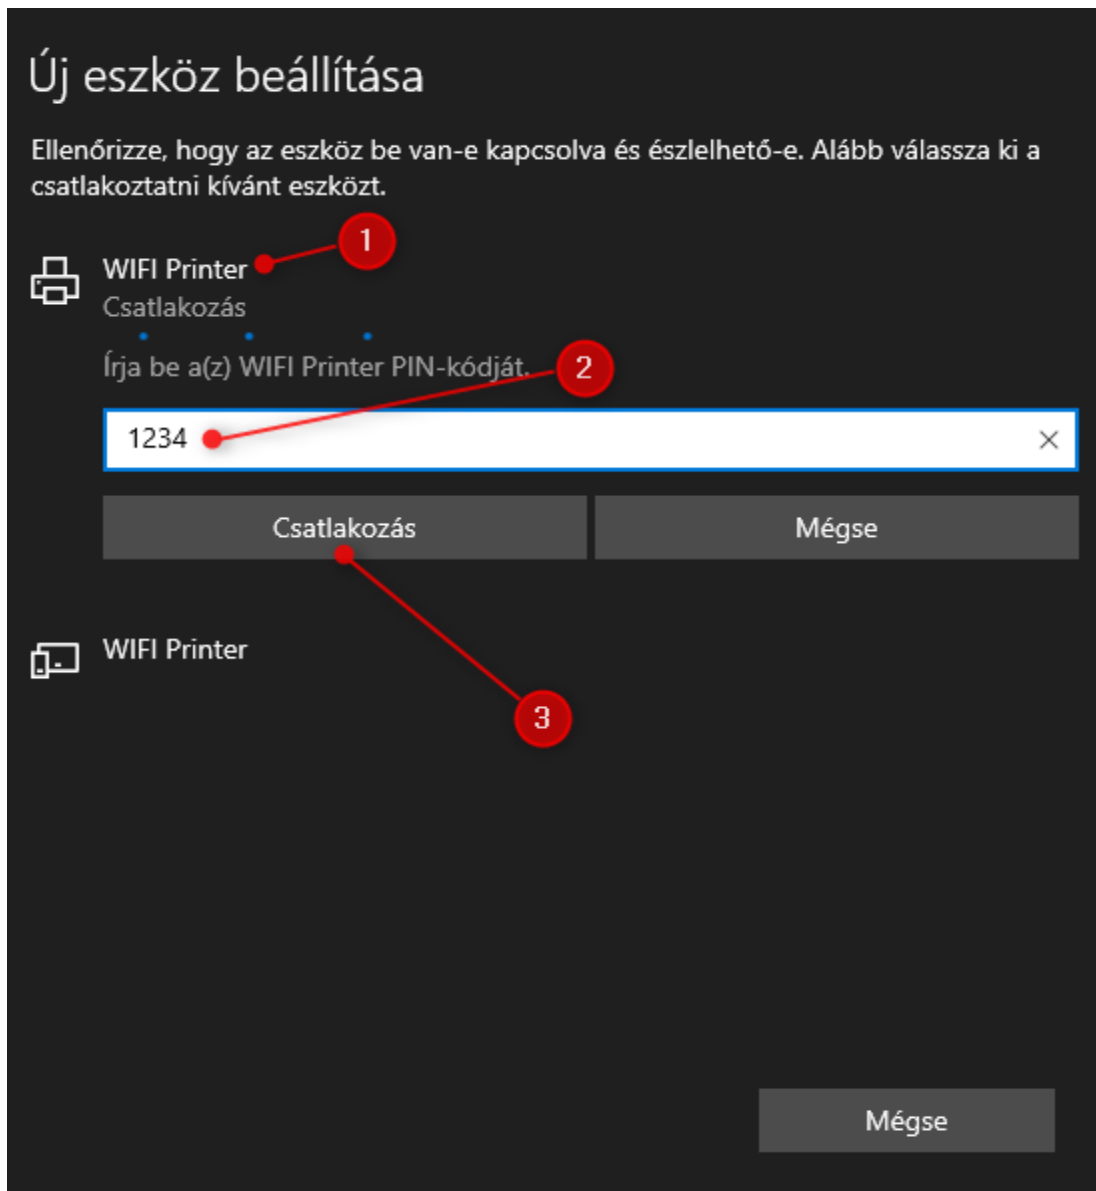 Új eszköz beállítása
Ellenőrizze, hogy az eszköz be van-e kapcsolva és észlelhető-e. Alább válassza ki a
csatlakoztatni kívánt eszközt.
1
WIFI Printer
Csatlakozás
Írja be a(z) WIFI Printer PIN-kódját.
2
1234
Csatlakozás
Mégse
WIFI Printer
3
Mégse